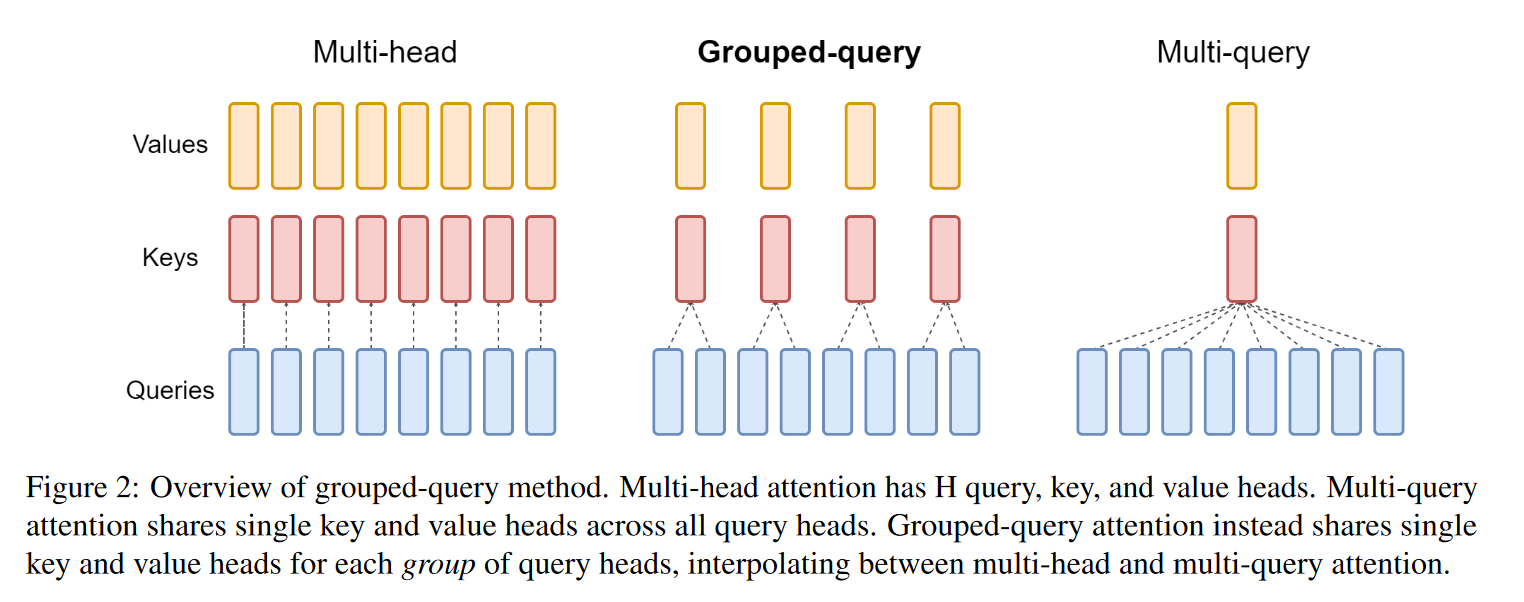 Multi-head
Grouped-query
Multi-query
Values
Keys
Queries
Figure 2: Overview of grouped-query method. Multi-head attention has H query, key, and value heads. Multi-query
attention shares single key and value heads across all query heads. Grouped-query attention instead shares single
key and value heads for each group of query heads, interpolating between multi-head and multi-query attention.